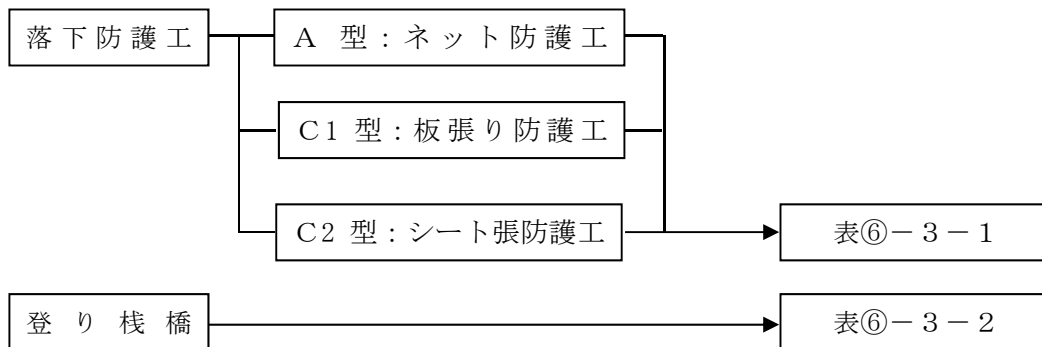 落下防護工
A 型：ネット防護工
C1 型：板張り防護工
C2 型：シート張防護工
表⑥－３－１
登り桟橋
表⑥－３－２